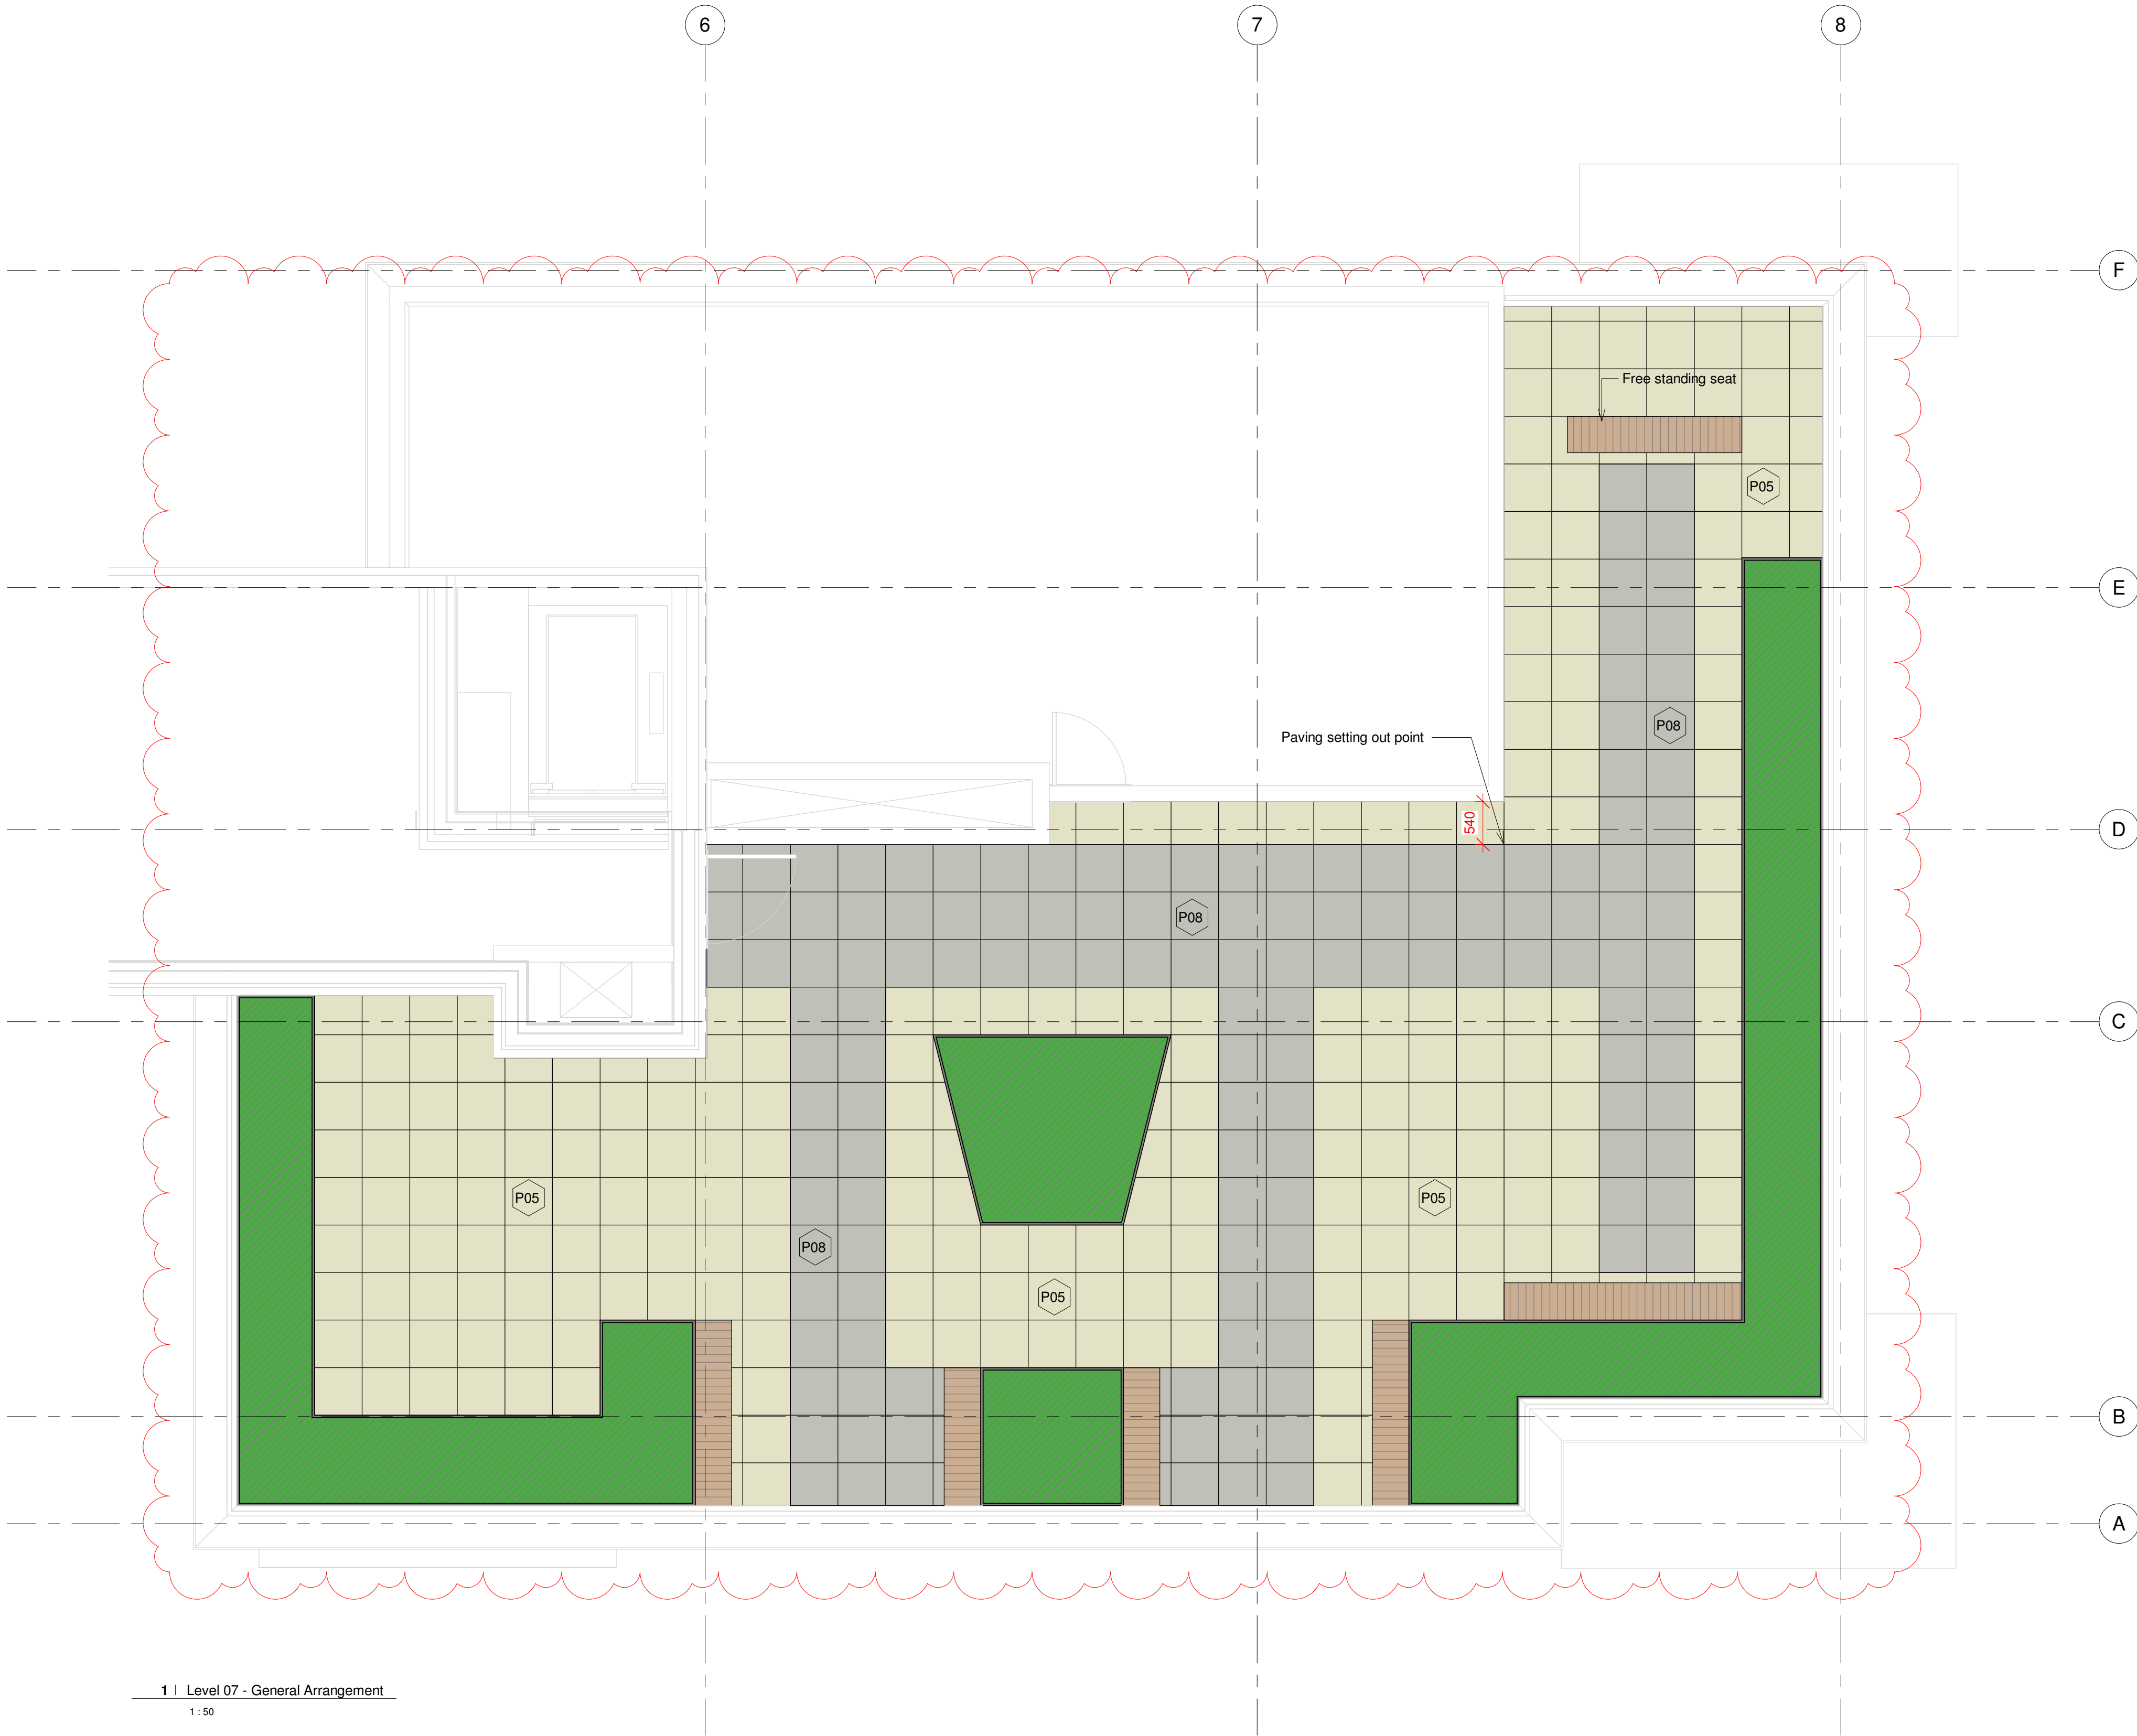 6
7
8
F
Free standing seat
P05
E
P08
Paving setting out point
540
D
P08
C
P05
P05
P08
P05
B
A
1 | Level 07 - General Arrangement
1 : 50